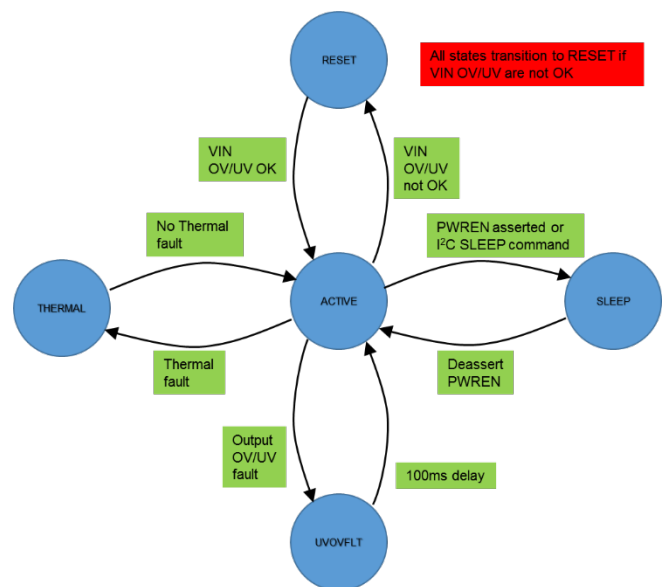 RESET
All states transition to RESET if
VIN OV/UV are not OK
VIN
OV/UV OK
VIN
OV/UV
not OK
No Thermal
fault
PWREN asserted or
I²C SLEEP command
THERMAL
ACTIVE
SLEEP
Thermal
fault
Deassert
PWREN
Output
OV/UV
fault
100ms delay
UVOVFLT